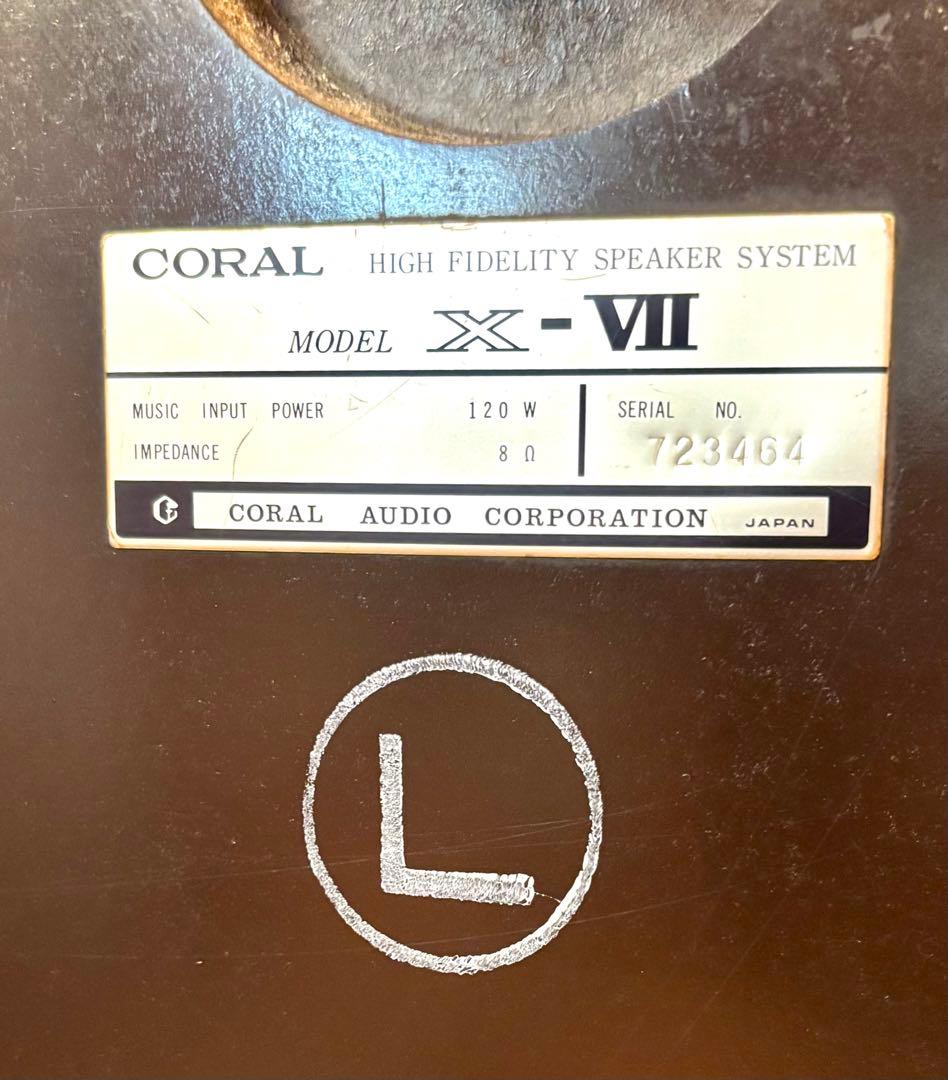 CORAL HIGH FIDELITY SPEAKER SYSTEM
MODEL X-VII
MUSIC INPUT POWER 120 W
IMPEDANCE 8 Ω
SERIAL NO.
723464
CORAL AUDIO CORPORATION JAPAN
L